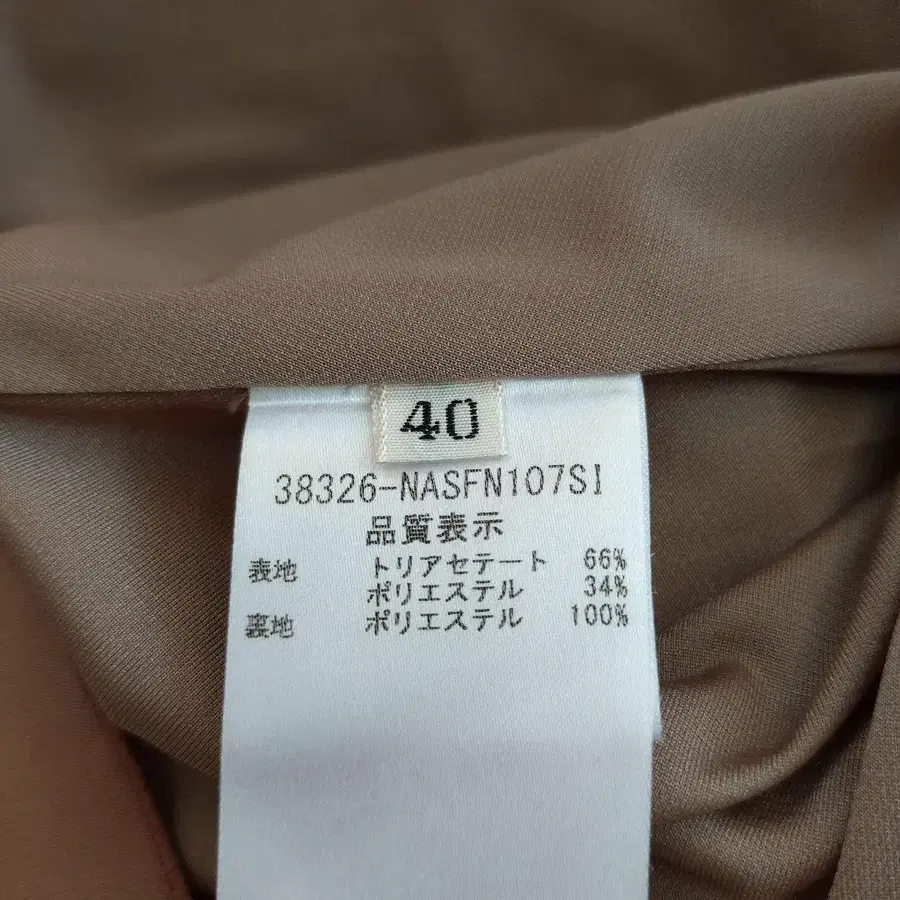 40
38326-NASFN107SI
品質表示
表地 トリアセテート 66%
ポリエステル 34%
裏地 ポリエステル 100%